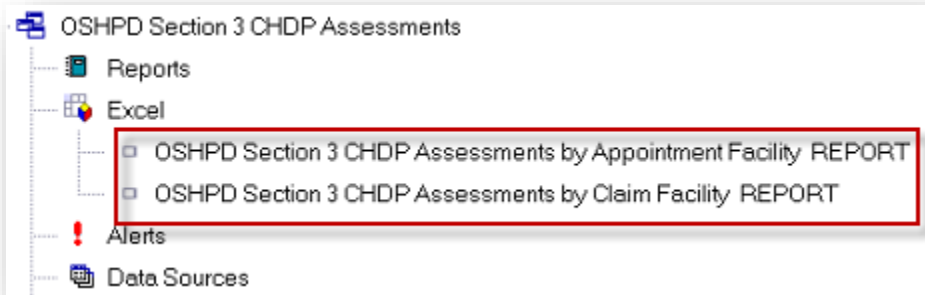 OSHPD Section 3 CHDP Assessments
Reports
Excel
OSHPD Section 3 CHDP Assessments by Appointment Facility REPORT
OSHPD Section 3 CHDP Assessments by Claim Facility REPORT
Alerts
Data Sources